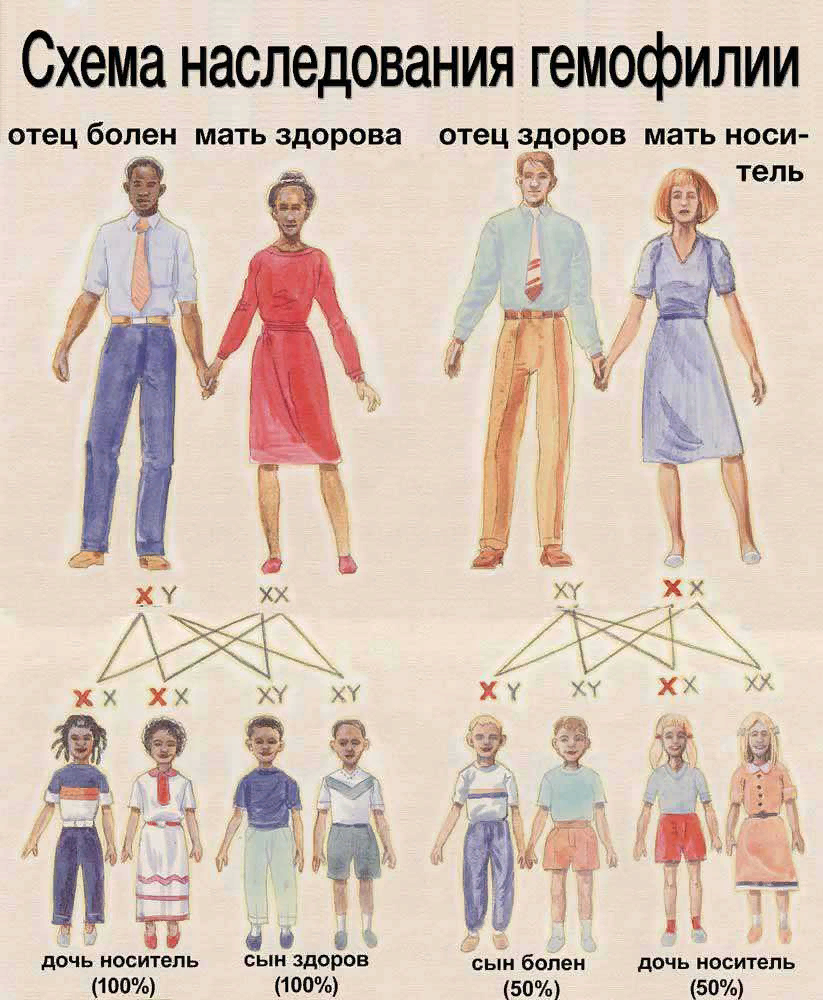 Схема наследования гемофилии
отец болен мать здорова
отец здоров мать носи-
тель
X Y XX
XY X X
X X X X XY XY
X Y XY X X XX
дочь носитель
(100%)
сын здоров
(100%)
сын болен
(50%)
дочь носитель
(50%)